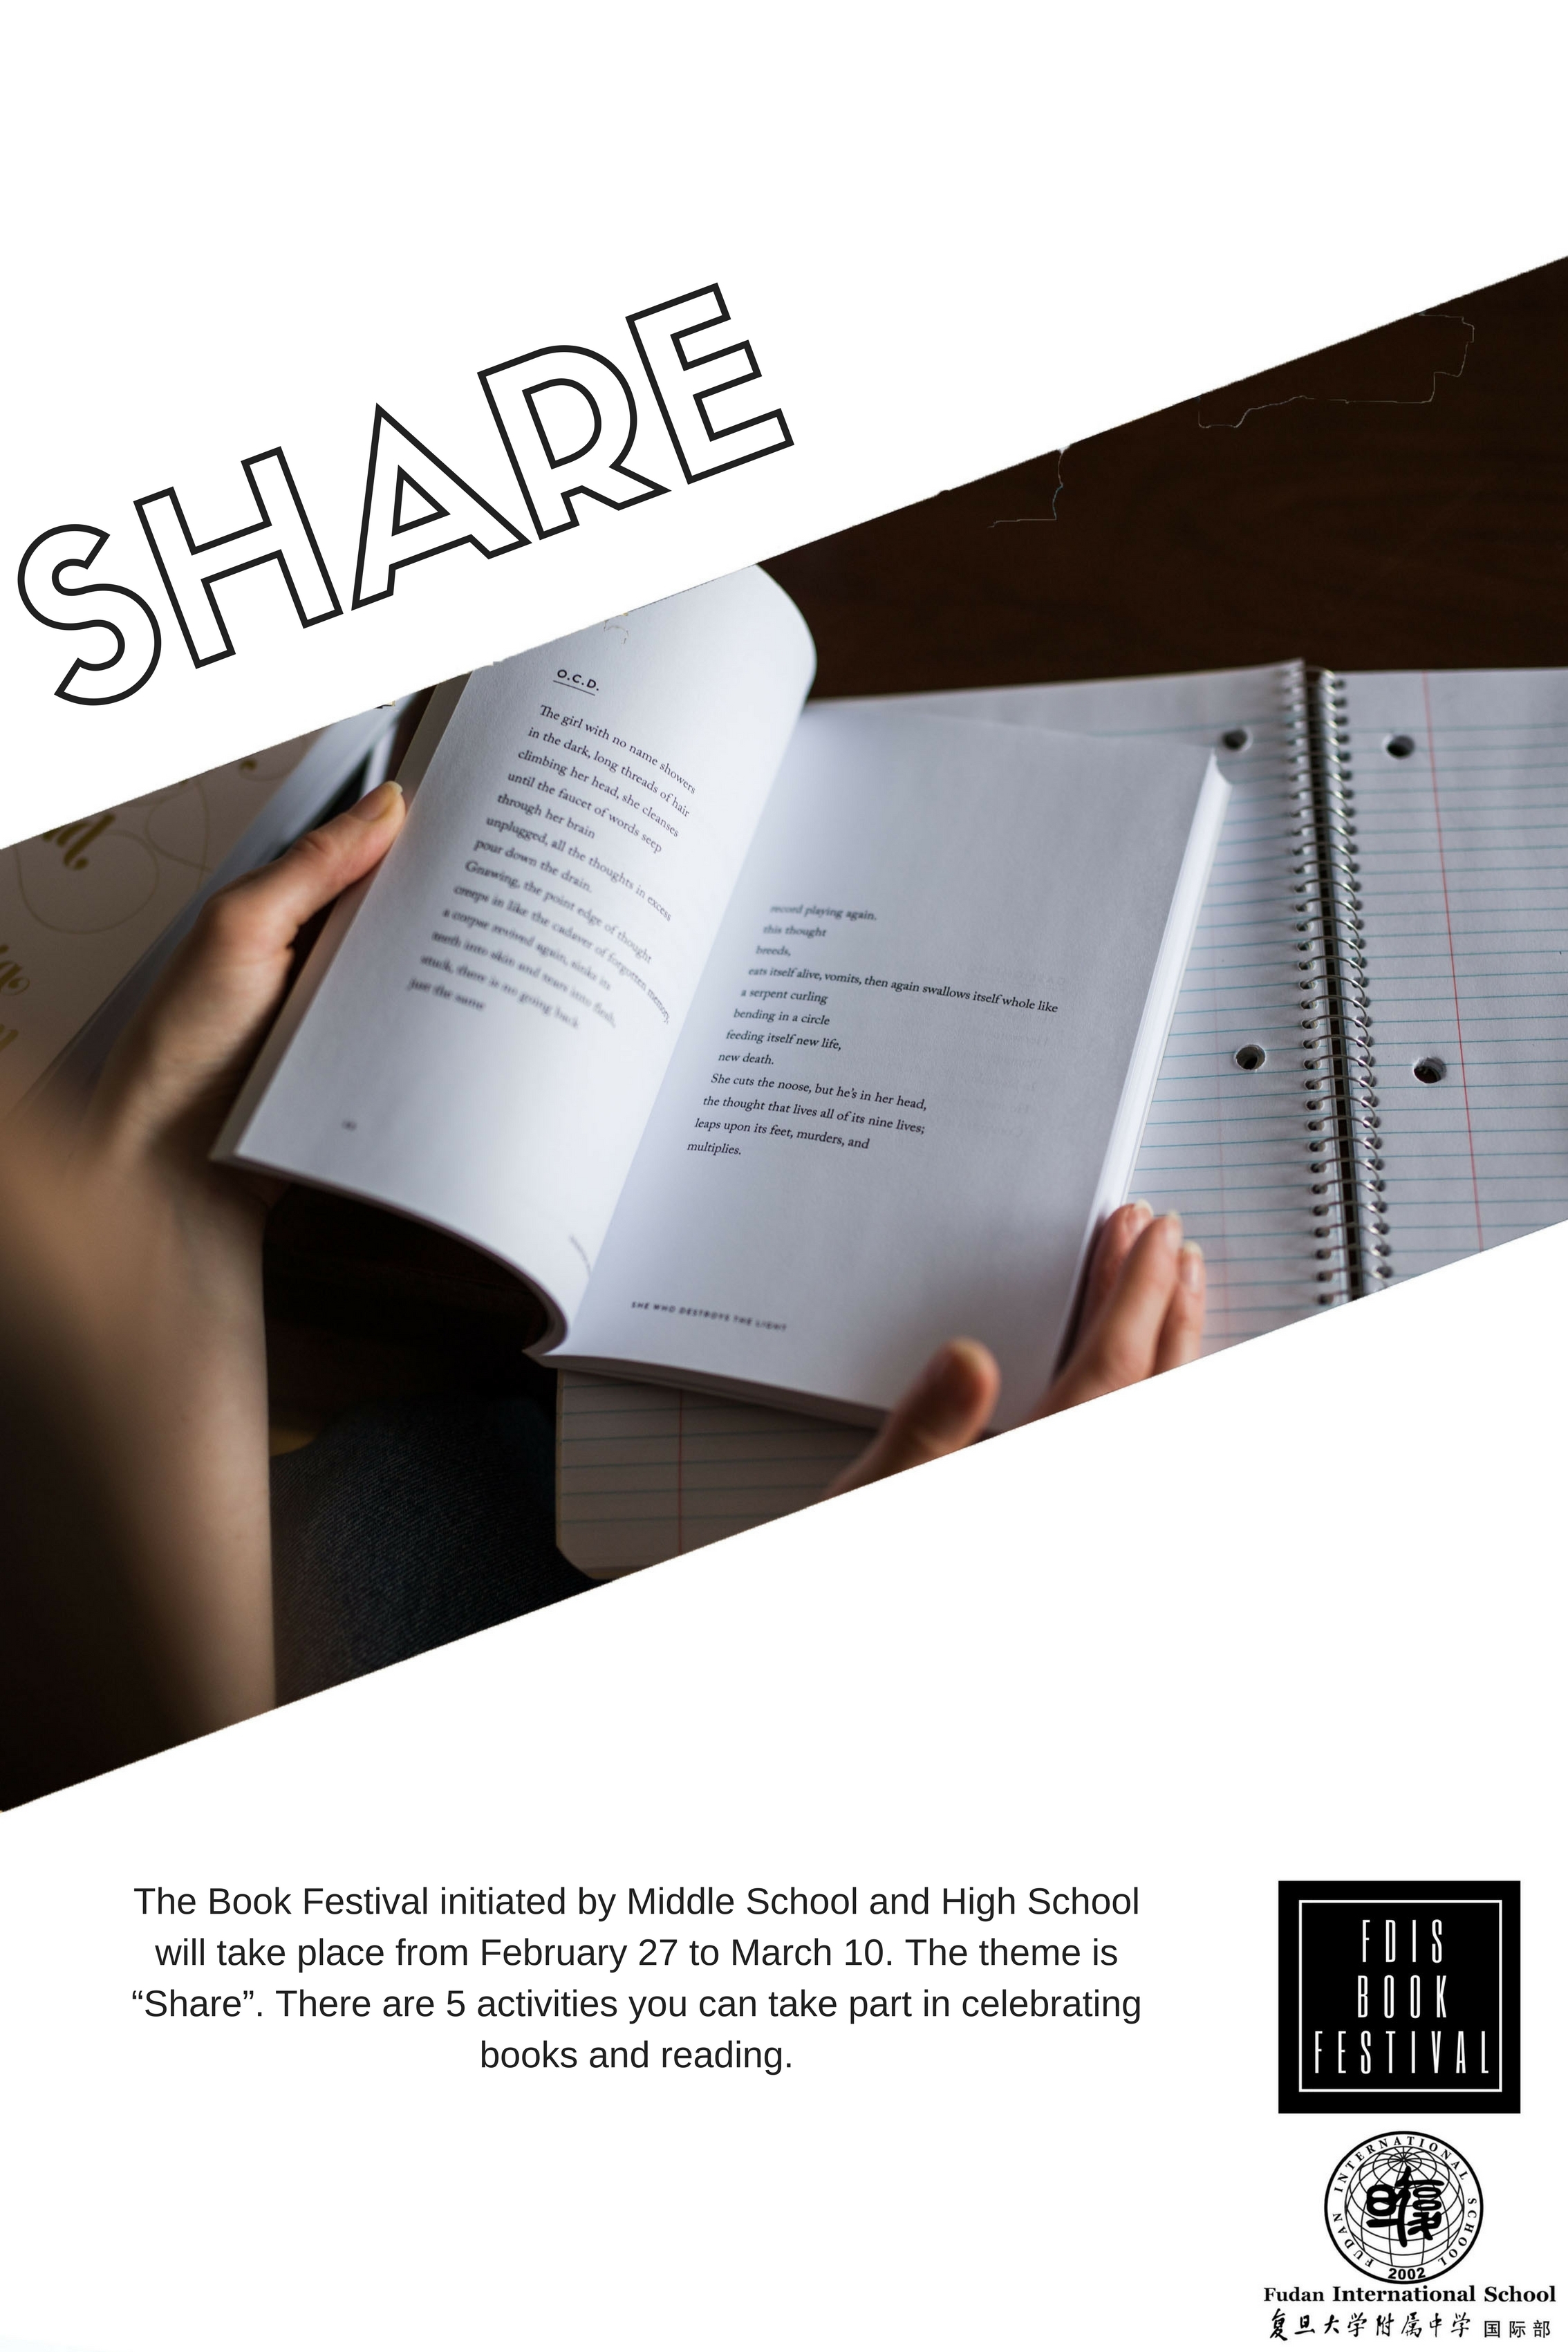 SHARE
O.C.D.
The girl with no name showers
in the dark, long threads of hair
climbing her head, she cleanses
until the faucet of words seep
through her brain
unplugged, all the thoughts in excess
pour down the drain.
Gnawing, the point edge of thought
creeps in like the cadaver of forgotten memory,
a corpse revived again, sinks its
teeth into skin and tears into flesh,
stuck, there is no going back
just the same
record playing again.
this thought
breeds,
eats itself alive, vomits, then again swallows itself whole like
a serpent curling
bending in a circle
feeding itself new life,
new death.
She cuts the noose, but he's in her head,
the thought that lives all of its nine lives;
leaps upon its feet, murders, and
multiplies.
SHE WHO DESTROYS THE LIGHT
The Book Festival initiated by Middle School and High School
will take place from February 27 to March 10. The theme is
“Share”. There are 5 activities you can take part in celebrating
books and reading.
FDIS
BOOK
FESTIVAL
FUDAN INTERNATIONAL SCHOOL
2002
Fudan International School
复旦大学附属中学 国际部